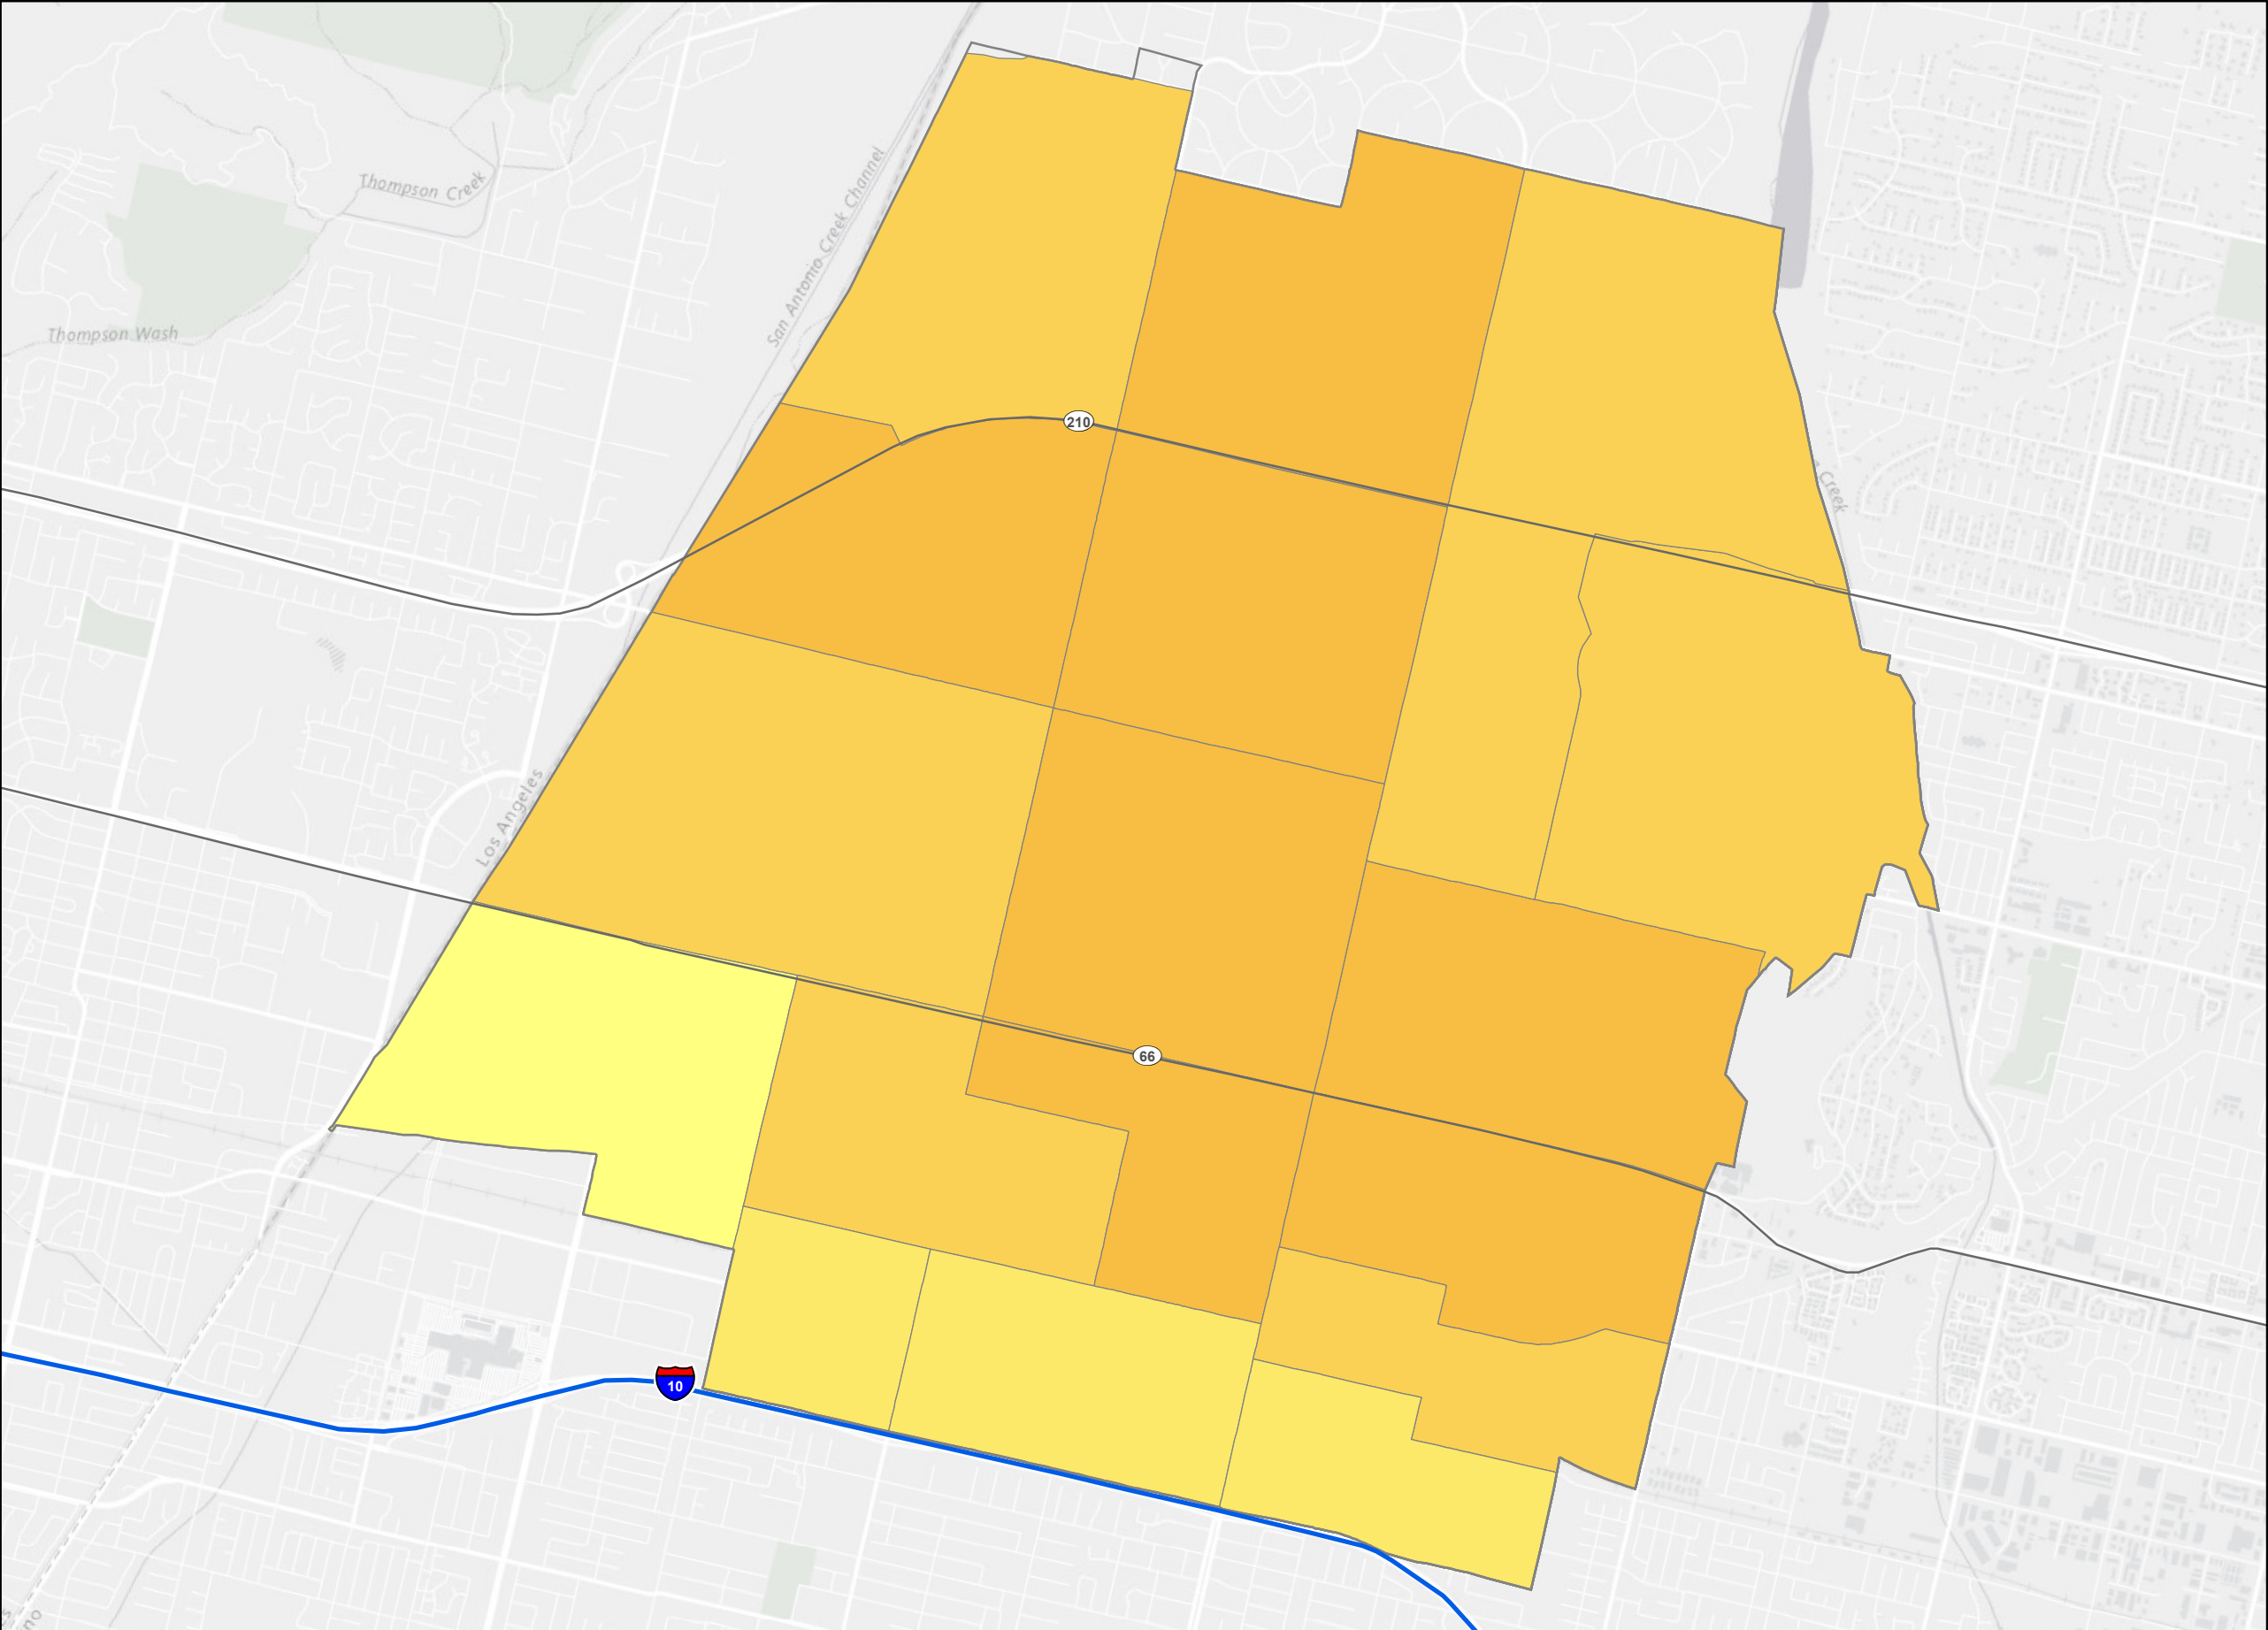 Thompson Creek
San Antonio Creek Channel
Thompson Wash
210
Creek
Los Angeles
66
10